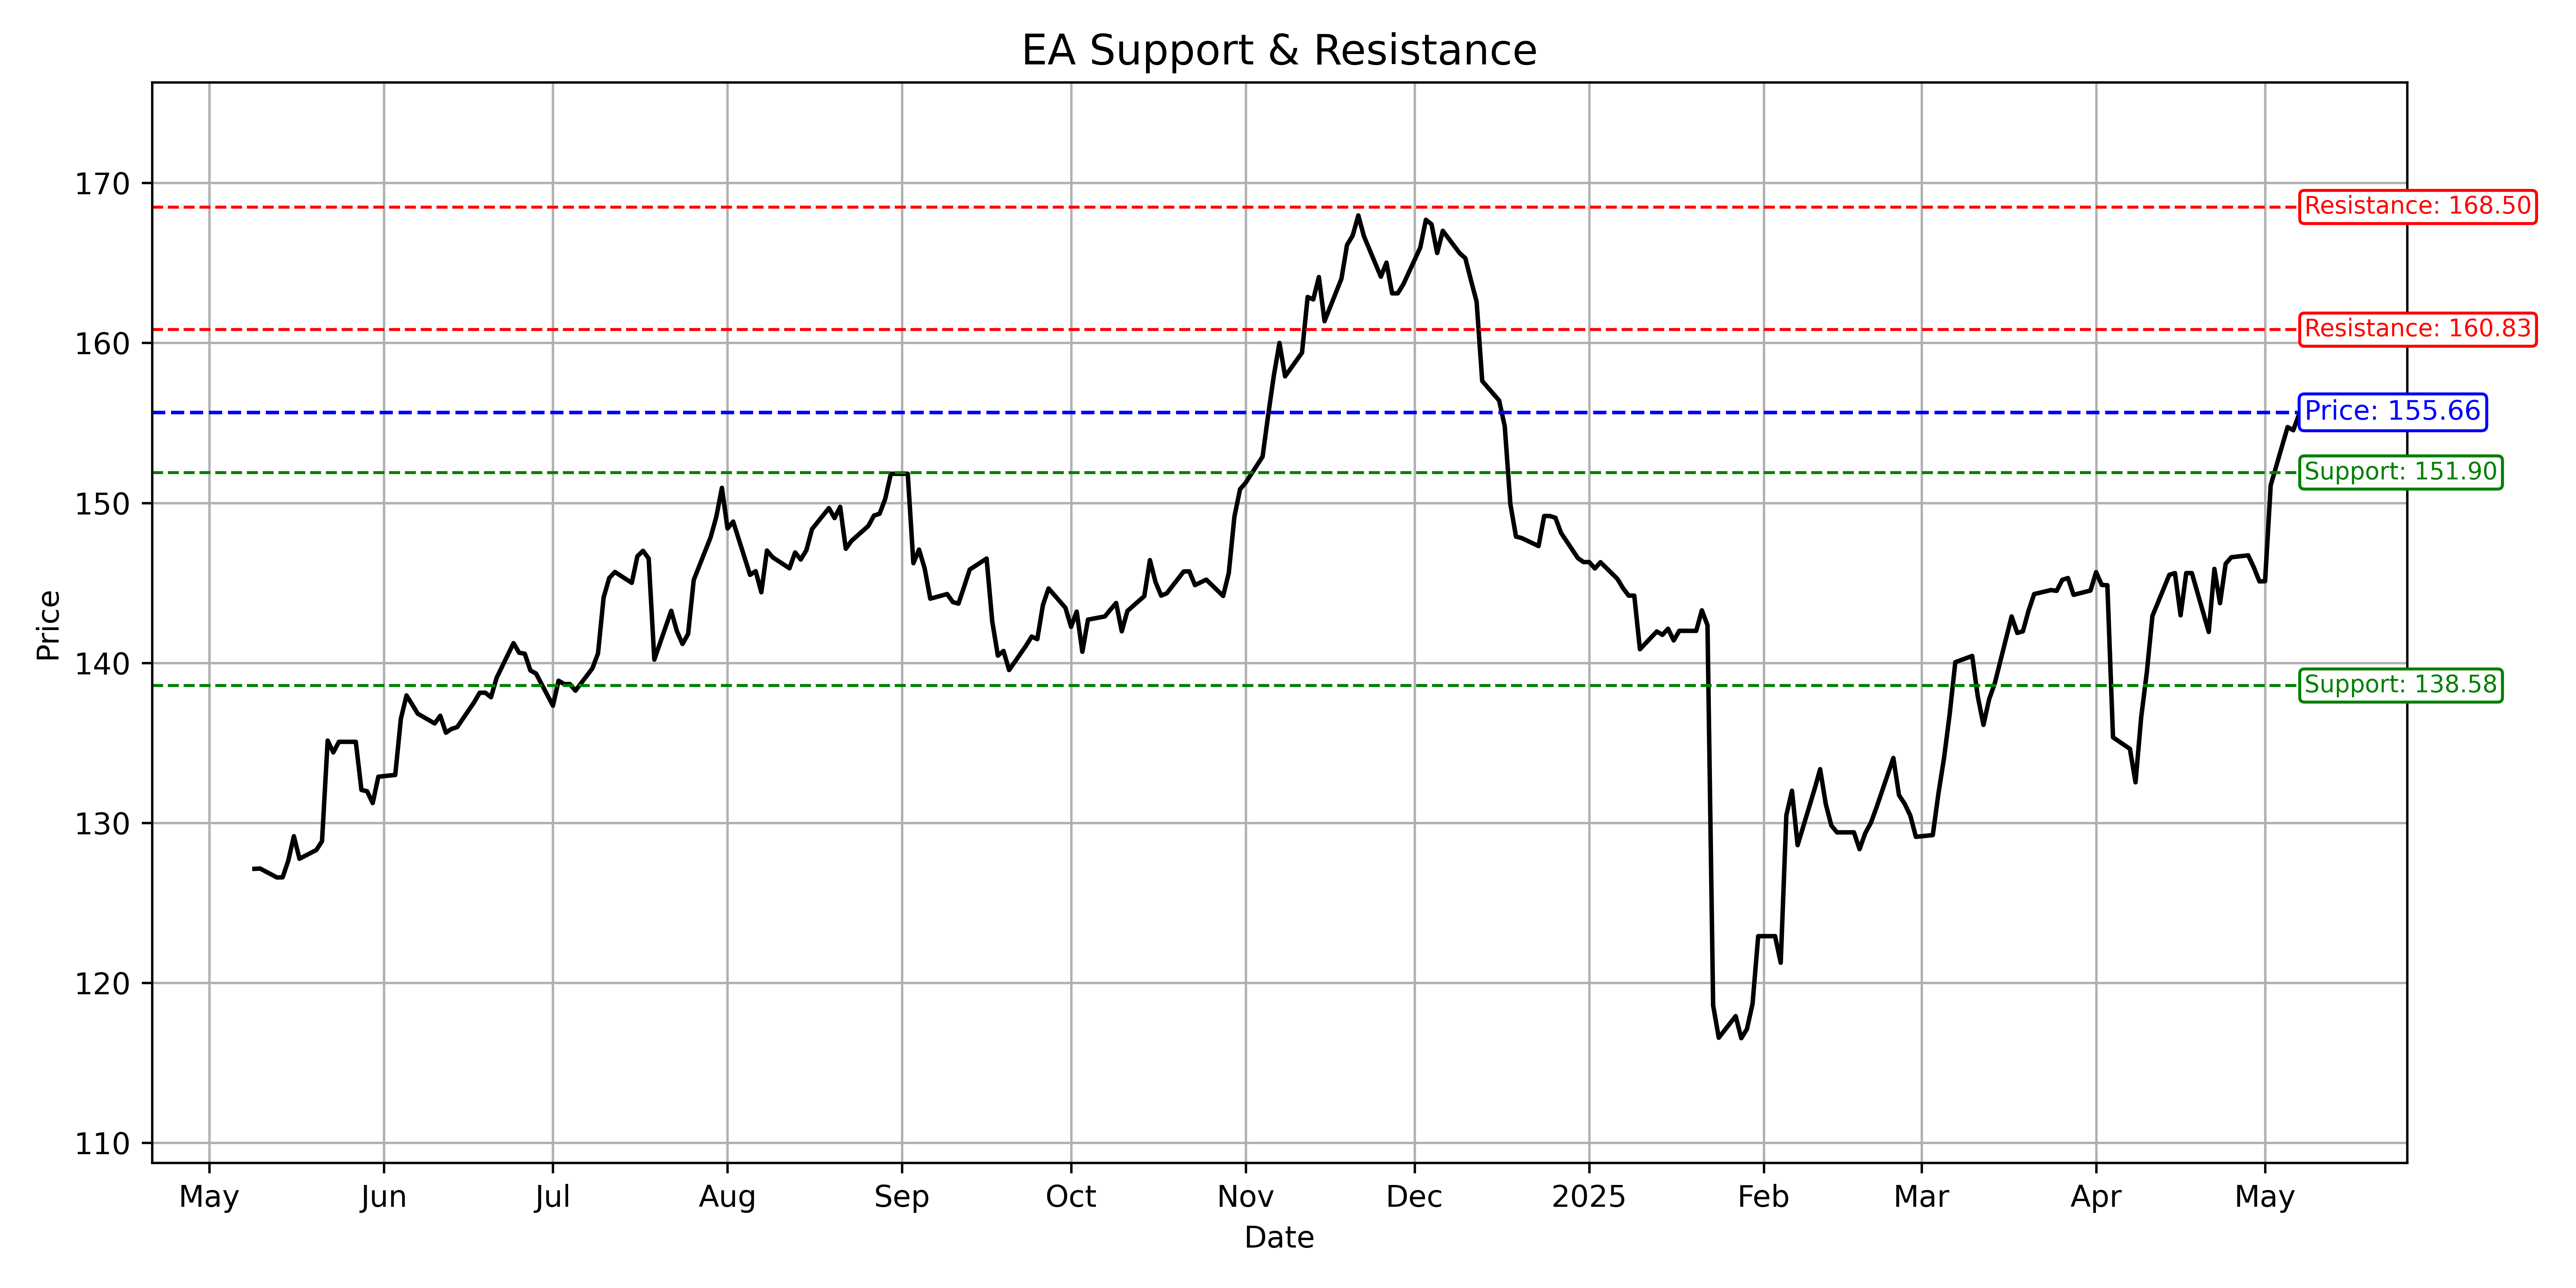 EA Support & Resistance
Price
170
160
150
140
130
120
110
Resistance: 168.50
Resistance: 160.83
Price: 155.66
Support: 151.90
Support: 138.58
May Jun Jul Aug Sep Oct Nov Dec 2025 Feb Mar Apr May
Date